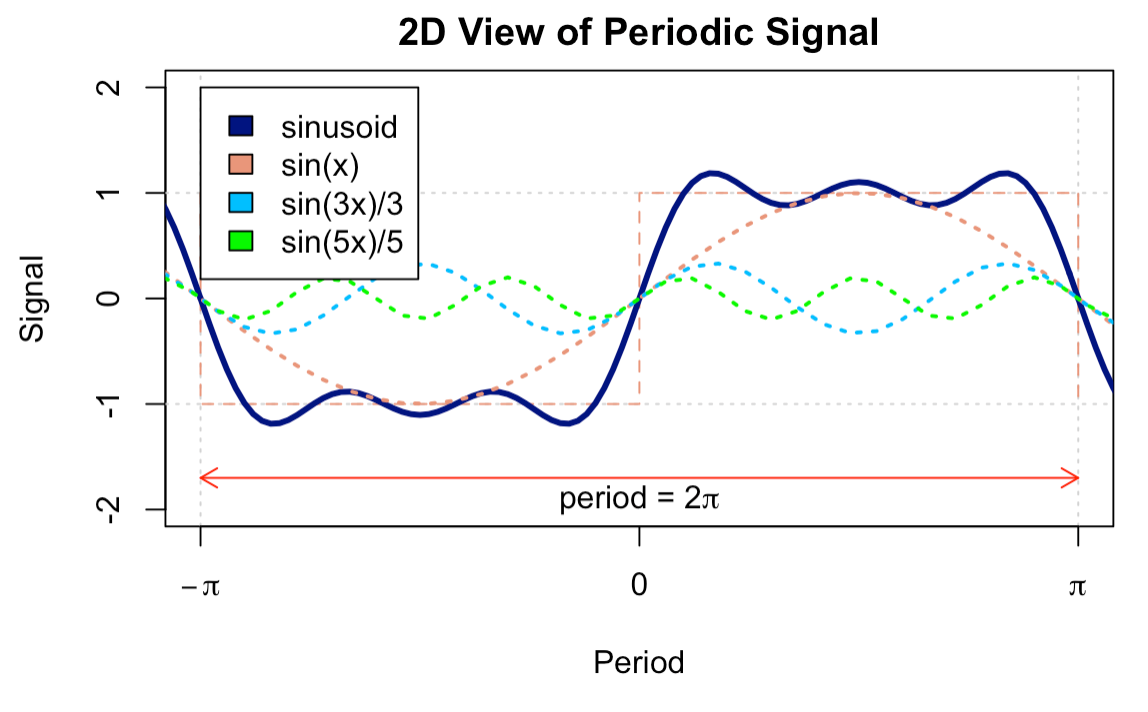 2D View of Periodic Signal
2
1
0
-1
-2
Signal
sinusoid
sin(x)
sin(3x)/3
sin(5x)/5
period = 2π
−π
0
π
Period